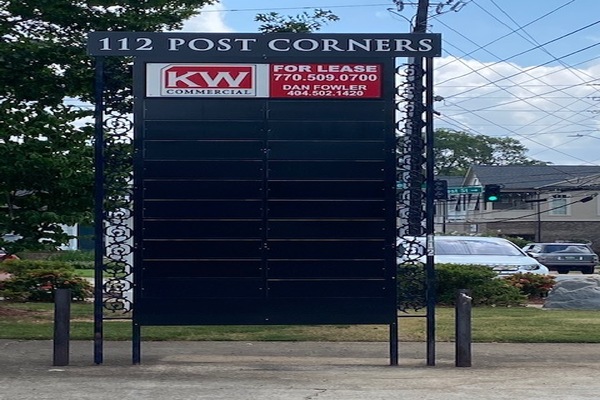 112 POST CORNERS
KW
COMMERCIAL
FOR LEASE
770.509.0700
DAN FOWLER
404.502.1420